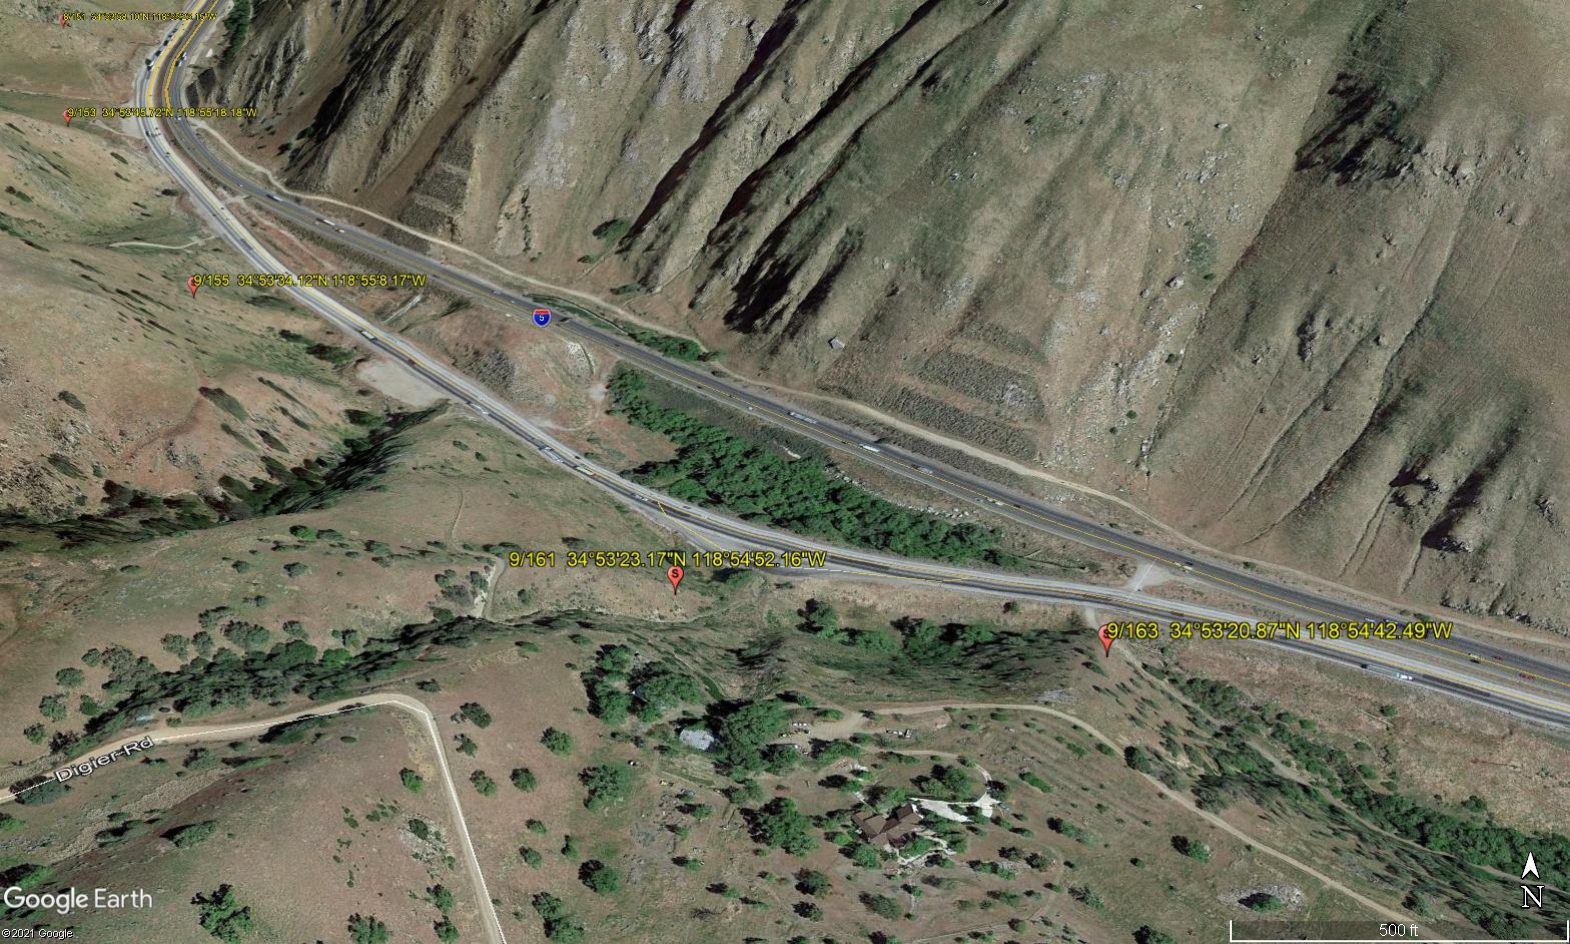 9/151
9/153  34°53'45.72"N 118°55'18.18"W
9/155  34°53'34.12"N 118°55'8.17"W
5
9/161  34°53'23.17"N 118°54'52.16"W
S
9/163  34°53'20.87"N 118°54'42.49"W
Digier Rd
Google Earth
©2021 Google
N
500 ft